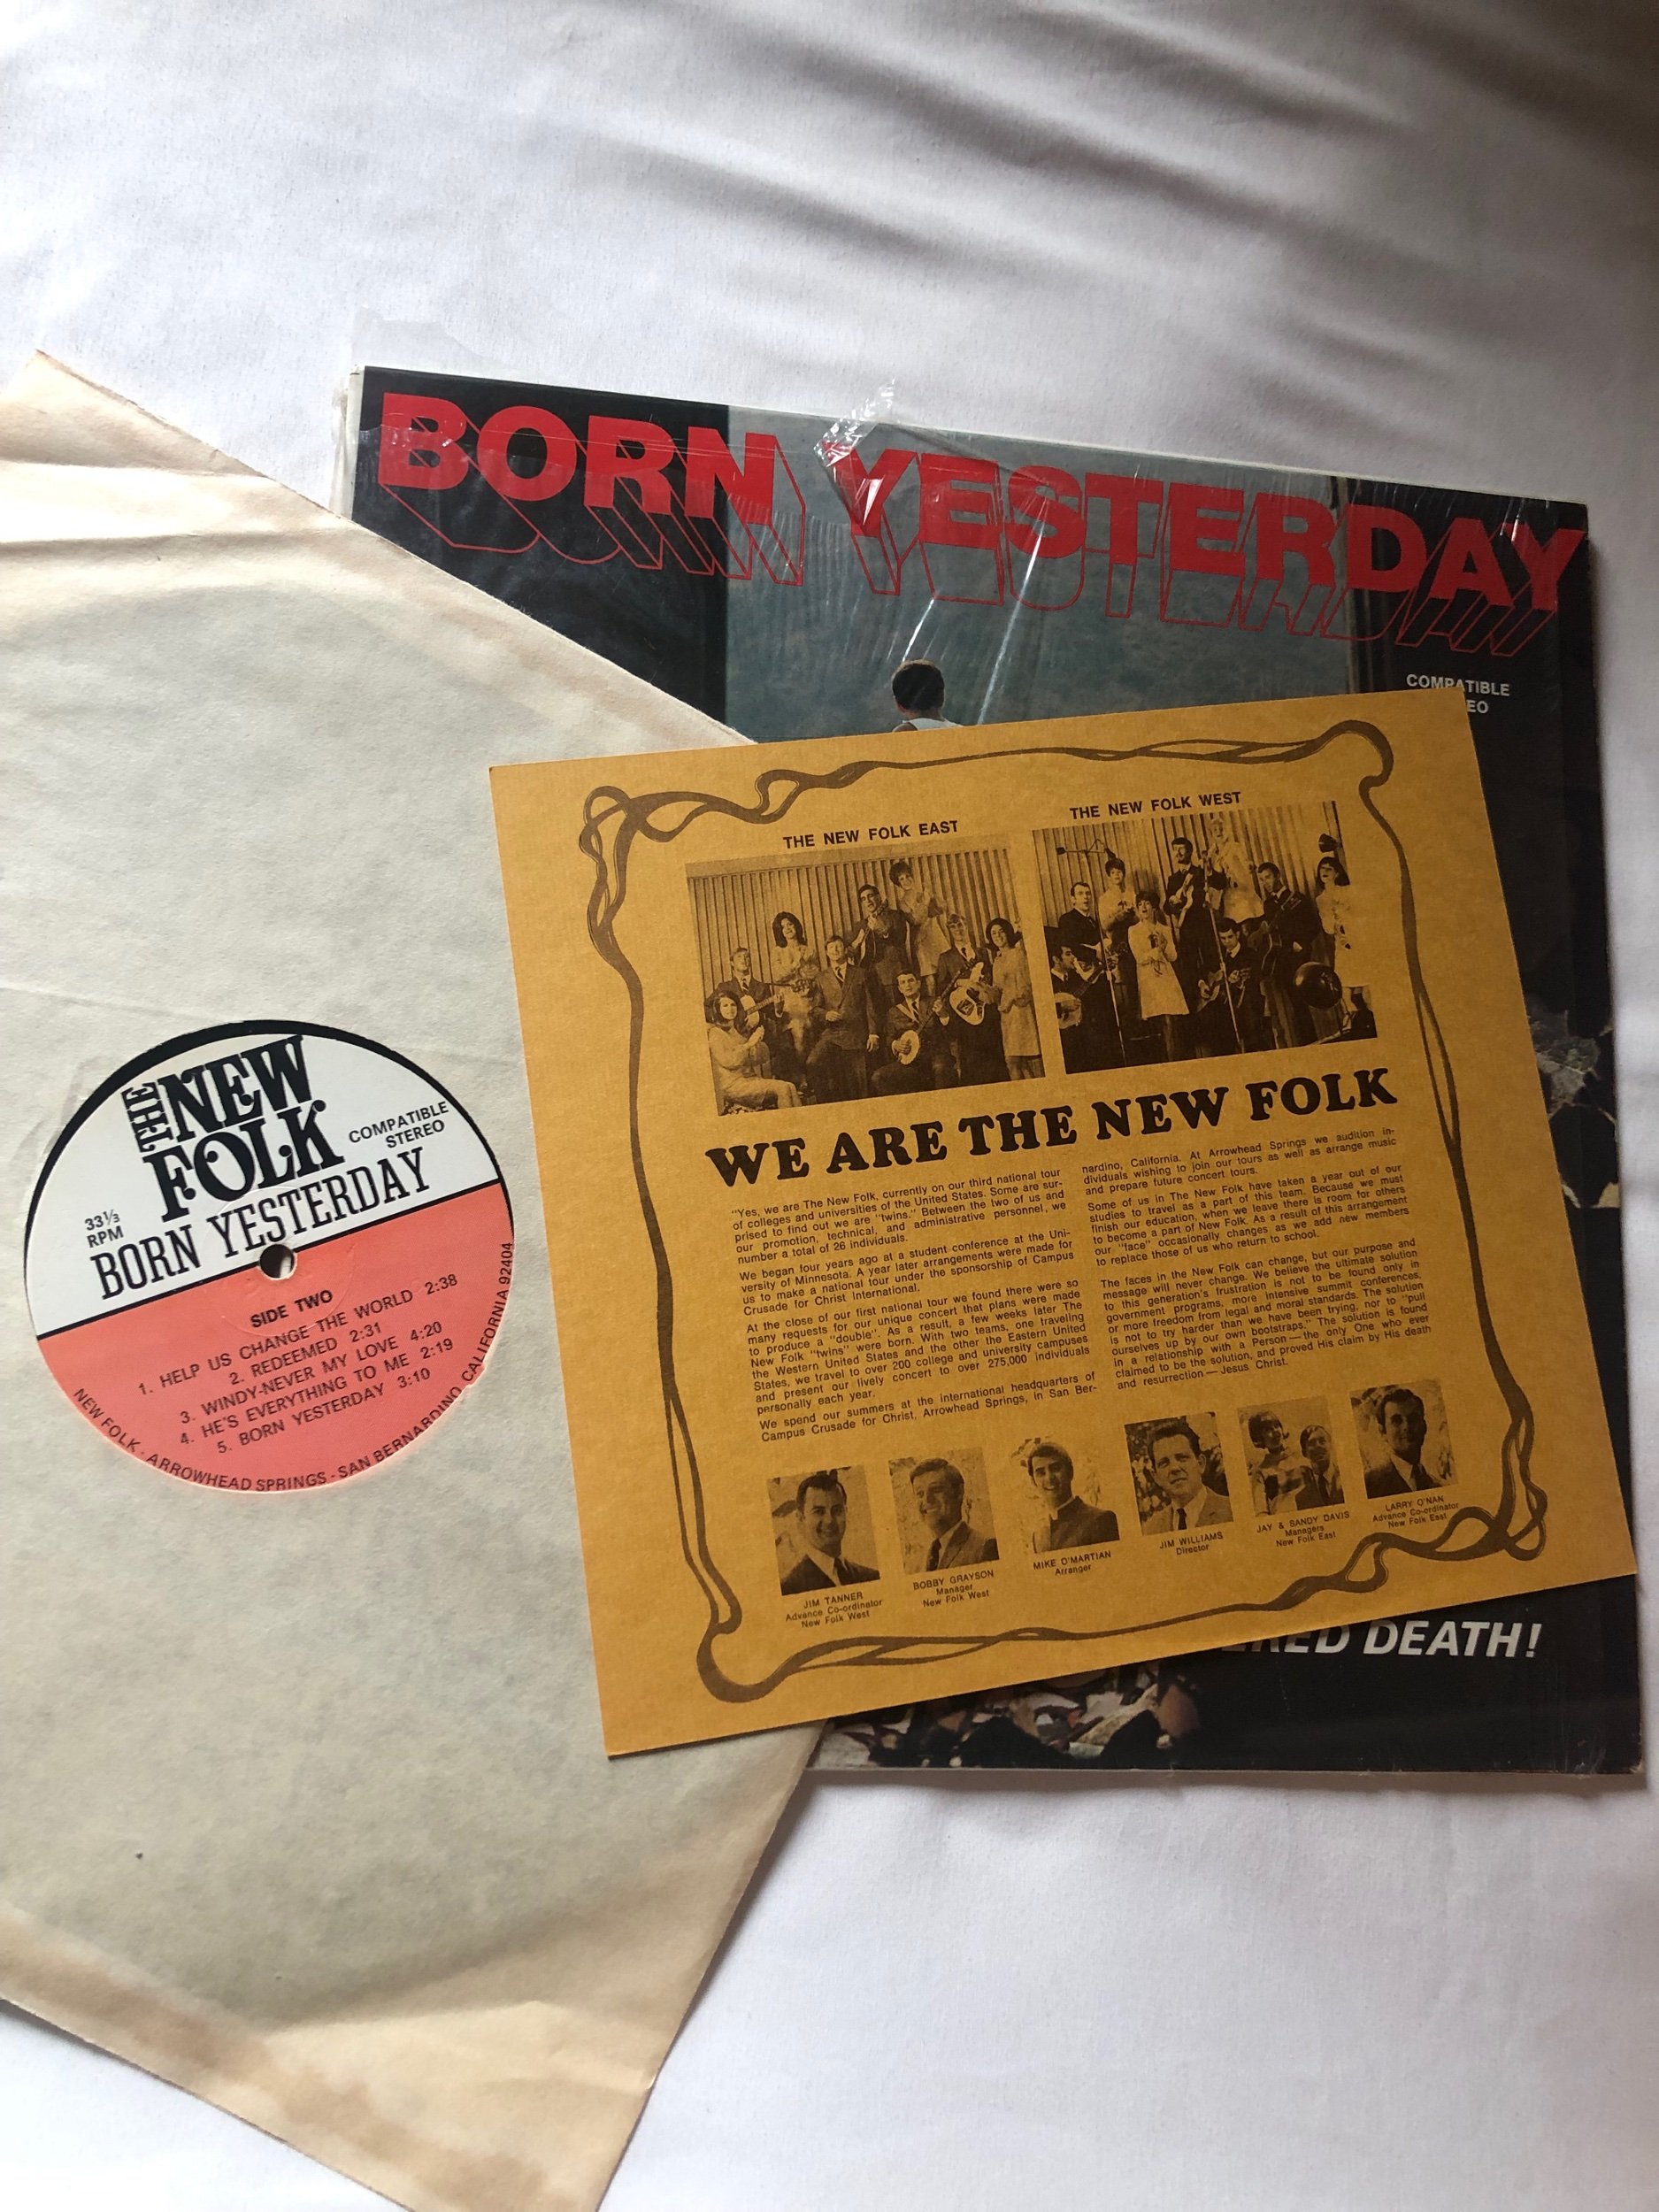 BORN YESTERDAY
COMPATIBLE
EO
THE NEW FOLK EAST
THE NEW FOLK WEST
WE ARE THE NEW FOLK
"Yes, we are The New Folk, currently on our third national tour
of colleges and universities of the United States. Some are sur-
prised to find out we are "twins." Between the two of us and
our promotion, technical, and administrative personnel, we
number a total of 26 individuals.
We began four years ago at a student conference at the Uni-
versity of Minnesota. A year later arrangements were made for
us to make a national tour under the sponsorship of Campus
Crusade for Christ International.
At the close of our first national tour we found there were so
many requests for our unique concert that plans were made
to produce a "double". As a result, a few weeks later The
New Folk "twins" were born. With two teams, one traveling
the Western United States and the other the Eastern United
States, we travel to over 200 college and university campuses
and present our lively concert to over 275,000 individuals
personally each year.
We spend our summers at the international headquarters of
Campus Crusade for Christ, Arrowhead Springs, in San Ber-
nardino, California. At Arrowhead Springs we audition in-
dividuals wishing to join our tours as well as arrange music
and prepare future concert tours.
Some of us in The New Folk have taken a year out of our
studies to travel as a part of this team. Because we must
finish our education, when we leave there is room for others
to become a part of New Folk. As a result of this arrangement
our "face" occasionally changes as we add new members
to replace those of us who return to school.
The faces in the New Folk can change, but our purpose and
message will never change. We believe the ultimate solution
to this generation's frustration is not to be found only in
government programs, more intensive summit conferences,
or more freedom from legal and moral standards. The solution
is not to try harder than we have been trying, nor to "pull
ourselves up by our own bootstraps." The solution is found
in a relationship with a Person — the only One who ever
claimed to be the solution, and proved His claim by His death
and resurrection — Jesus Christ.
JIM TANNER
Advance Co-ordinator
New Folk West
BOBBY GRAYSON
Manager
New Folk West
MIKE O'MARTIAN
Arranger
JIM WILLIAMS
Director
JAY & SANDY DAVIS
Managers
New Folk East
LARRY O'NAN
Advance Co-ordinator
New Folk East
DEATH!
THE NEW FOLK
COMPATIBLE
STEREO
33⅓
RPM
BORN YESTERDAY
SIDE TWO
1. HELP US CHANGE THE WORLD 2:38
2. REDEEMED 2:31
3. WINDY-NEVER MY LOVE 4:20
4. HE'S EVERYTHING TO ME 2:19
5. BORN YESTERDAY 3:10
NEW FOLK - ARROWHEAD SPRINGS - SAN BERNARDINO, CALIFORNIA 92404